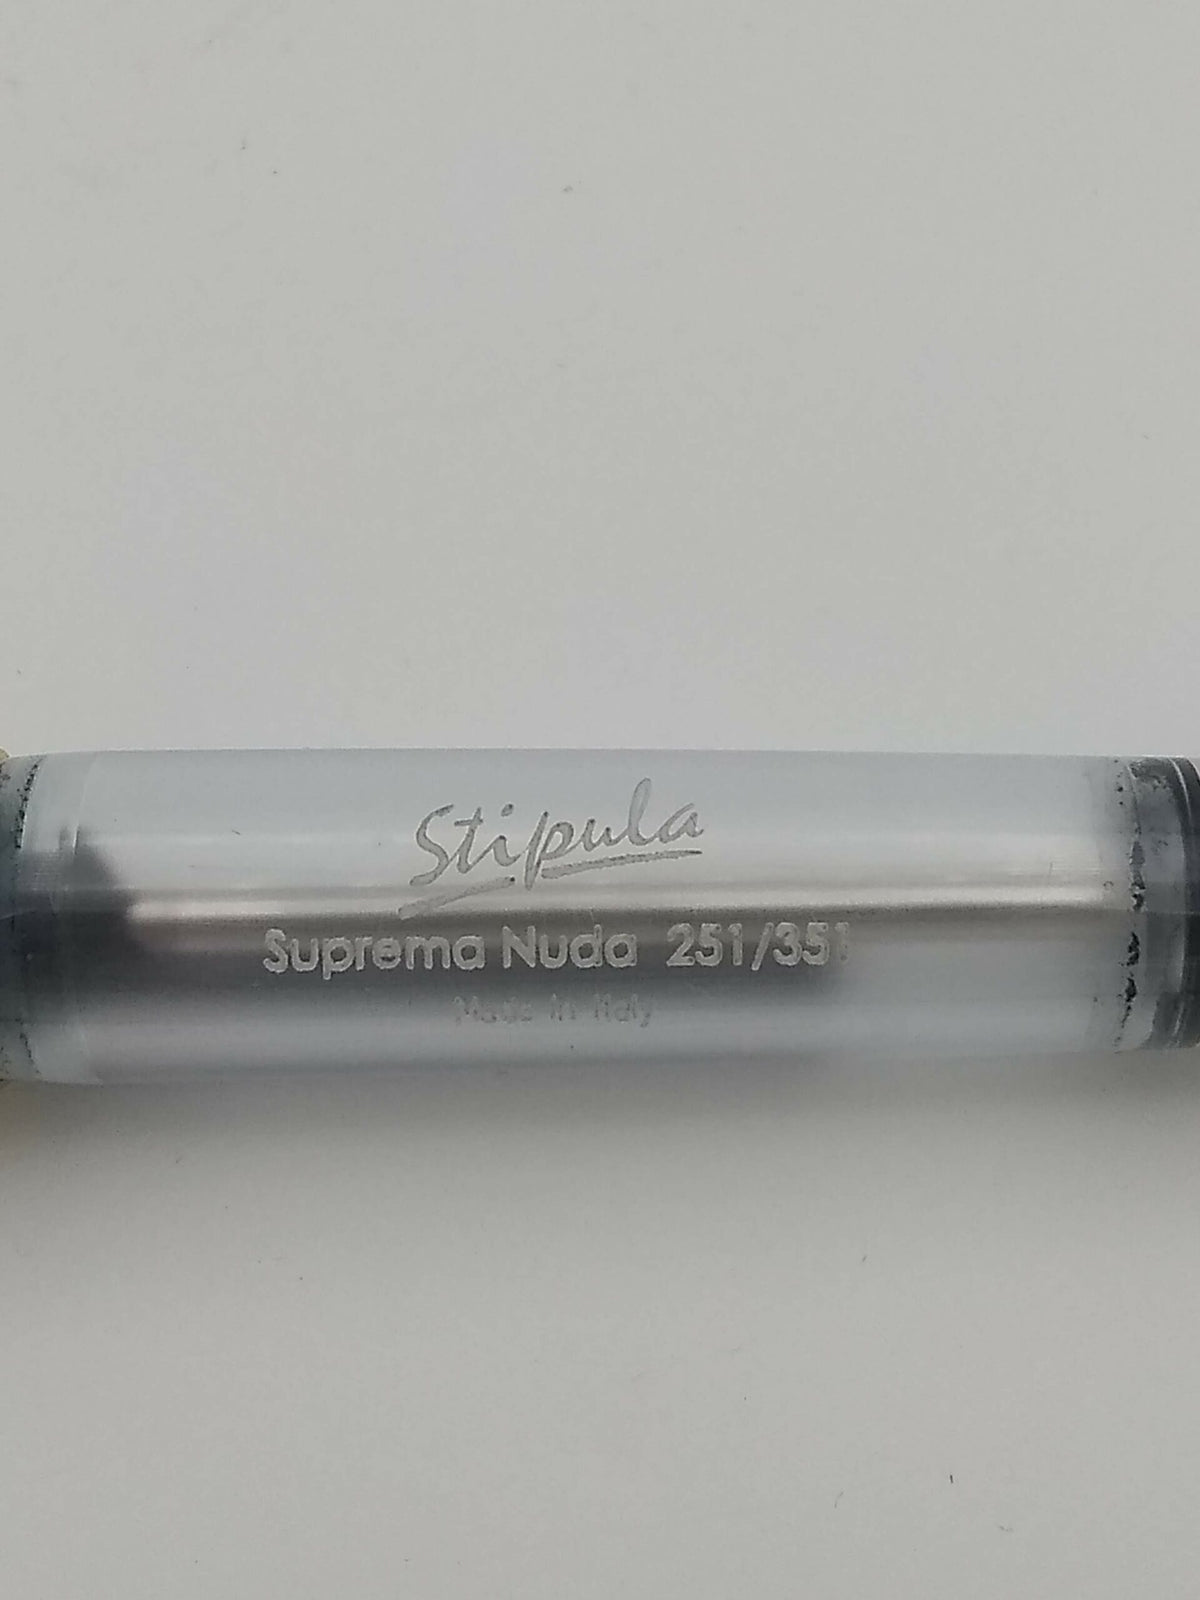 Stipula
Suprema Nuda 251/351
Made in Italy